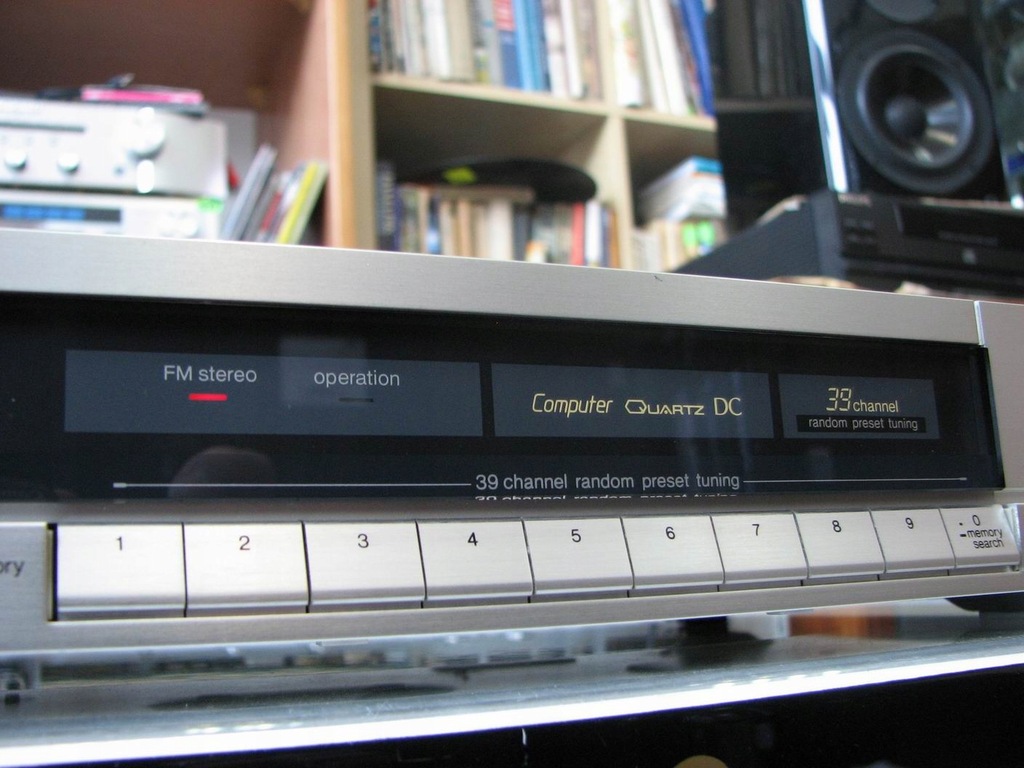 FM stereo
operation
Computer QUARTZ DC
39 channel
random preset tuning
39 channel random preset tuning
1
2
3
4
5
6
7
8
9
0
memory
search